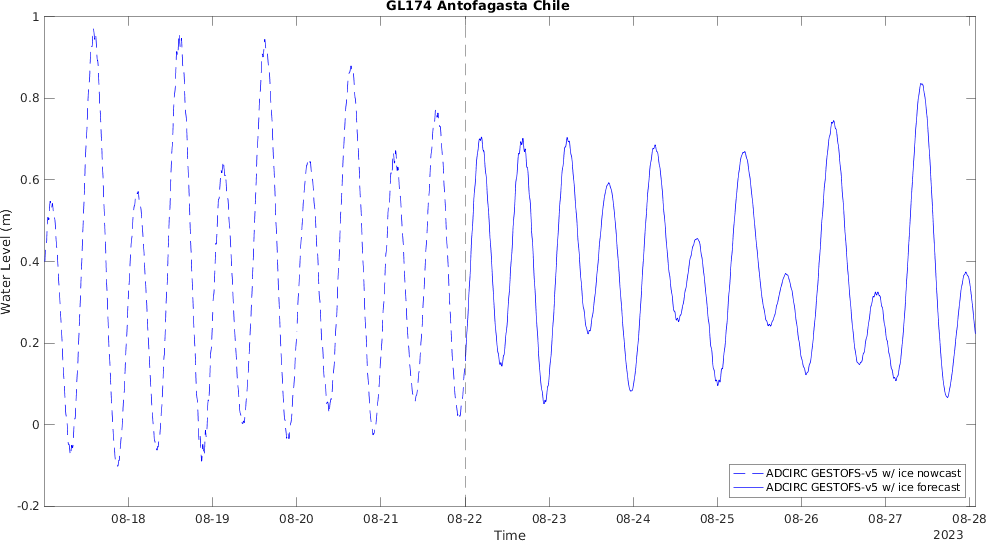 GL174 Antofagasta Chile
Water Level (m)
1
0.8
0.6
0.4
0.2
0
-0.2
08-18 08-19 08-20 08-21 08-22 08-23 08-24 08-25 08-26 08-27 08-28
Time
2023
ADCIRC GESTOFS-v5 w/ ice nowcast
ADCIRC GESTOFS-v5 w/ ice forecast